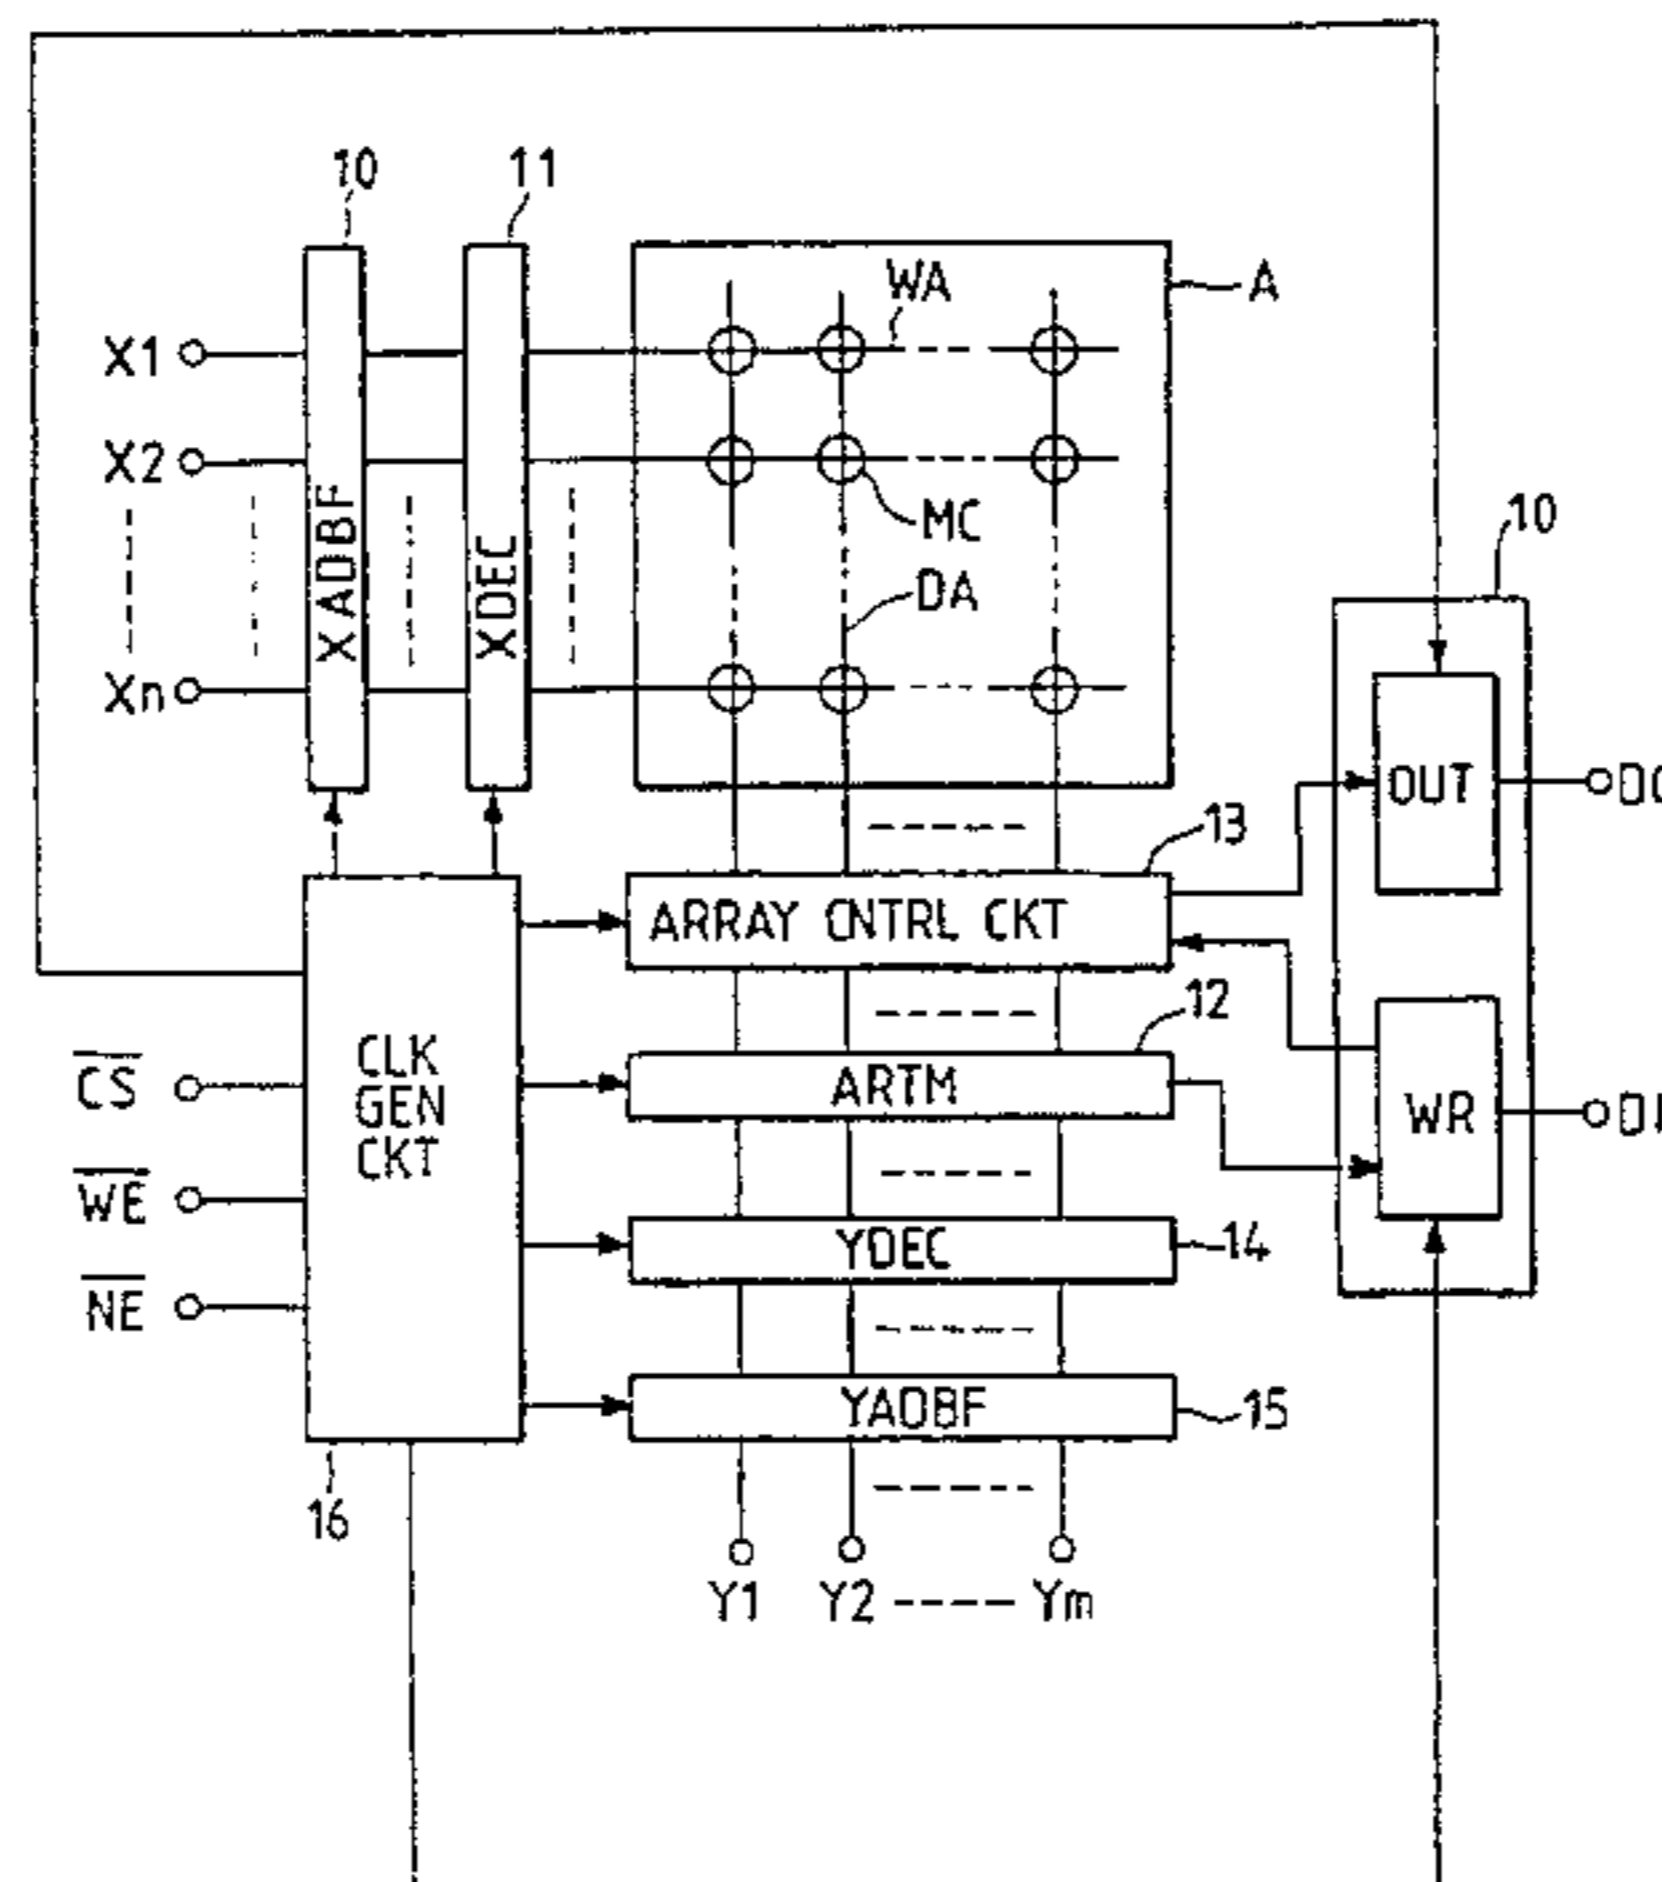 10
11
WA
A
X1
X2
XADBF
XDEC
MC
DA
Xn
10
OUT
13
ARRAY CNTRL CKT
12
CS
CLK
GEN
CKT
ARTM
WR
WE
YDEC
14
NE
YADBF
15
16
Y1
Y2
Ym